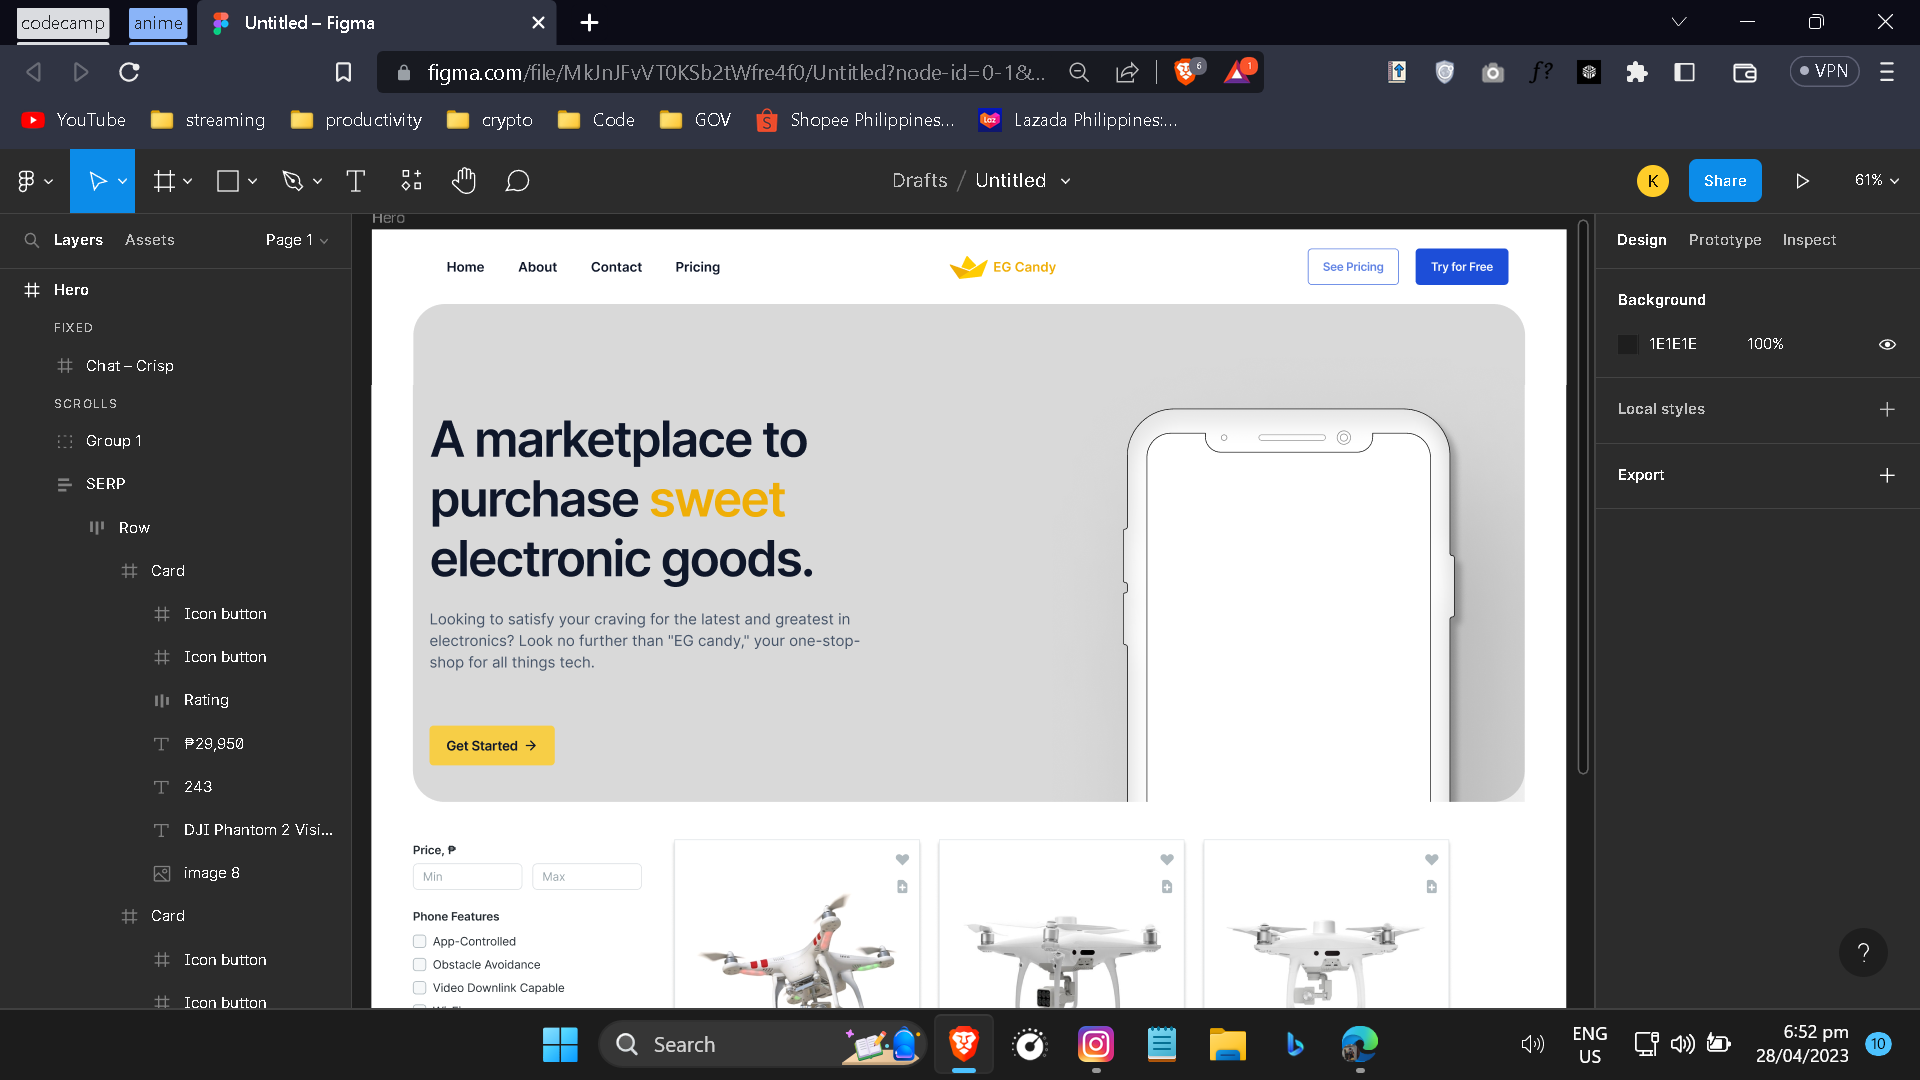 codecamp
anime
Untitled – Figma
figma.com/file/MkJnJFvVT0KSb2tWfre4f0/Untitled?node-id=0-1&...
6
1
VPN
YouTube
streaming
productivity
crypto
Code
GOV
Shopee Philippines...
Lazada Philippines:...
Drafts / Untitled
K
Share
61%
Layers
Assets
Page 1
Hero
FIXED
Chat – Crisp
SCROLLS
Group 1
SERP
Row
Card
Icon button
Icon button
Rating
₱29,950
243
DJI Phantom 2 Visi...
image 8
Card
Icon button
Icon button
Hero
Home
About
Contact
Pricing
EG Candy
See Pricing
Try for Free
A marketplace to
purchase sweet
electronic goods.
Looking to satisfy your craving for the latest and greatest in
electronics? Look no further than "EG candy," your one-stop-
shop for all things tech.
Get Started →
Price, ₱
Min
Max
Phone Features
App-Controlled
Obstacle Avoidance
Video Downlink Capable
Design
Prototype
Inspect
Background
1E1E1E
100%
Local styles
Export
?
Search
ENG
US
6:52 pm
28/04/2023
10